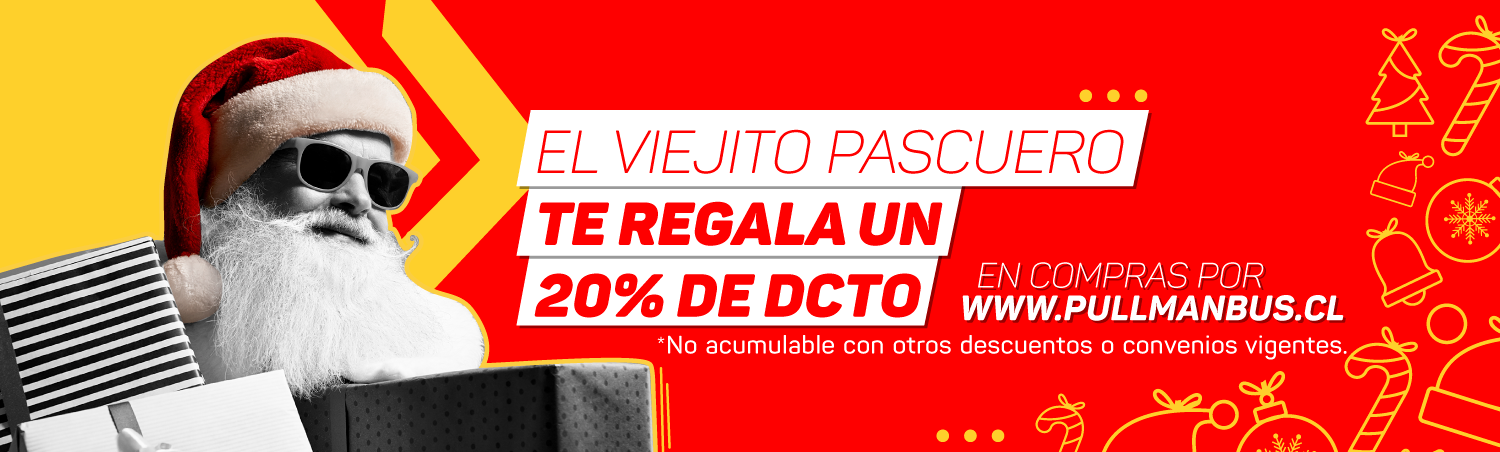 EL VIEJITO PASCUERO
TE REGALA UN
20% DE DCTO
EN COMPRAS POR
WWW.PULLMANBUS.CL
*No acumulable con otros descuentos o convenios vigentes.